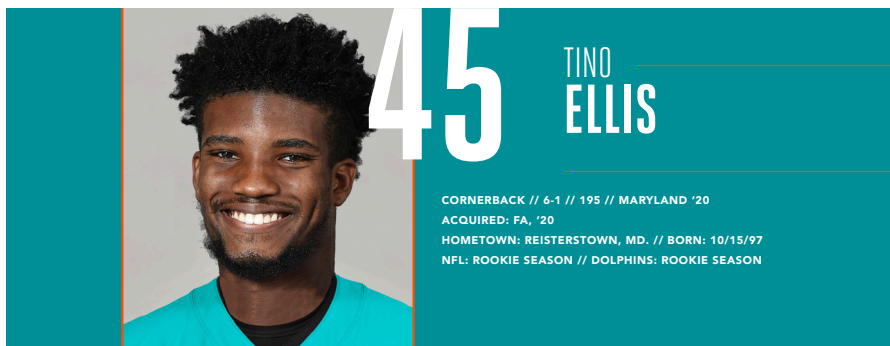 45
TINO
ELLIS
CORNERBACK // 6-1 // 195 // MARYLAND ’20
ACQUIRED: FA, ’20
HOMETOWN: REISTERSTOWN, MD. // BORN: 10/15/97
NFL: ROOKIE SEASON // DOLPHINS: ROOKIE SEASON